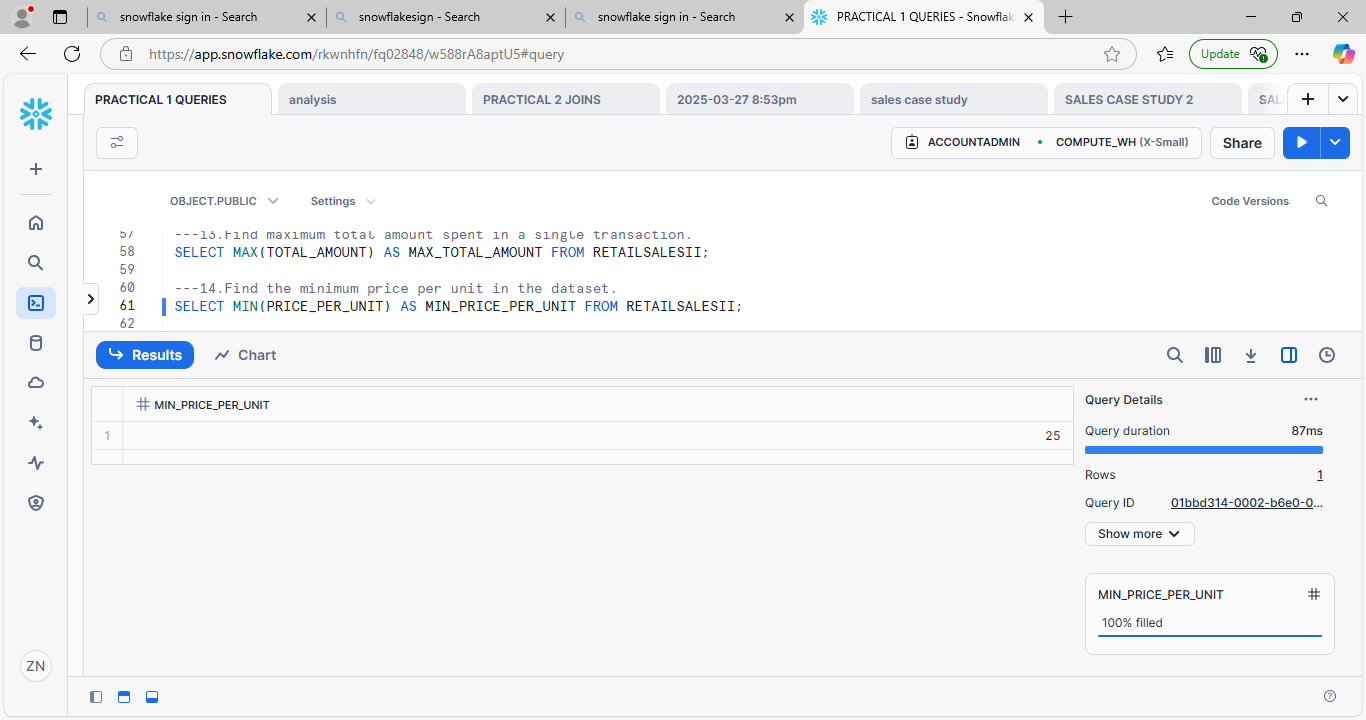 snowflake sign in - Search
snowflakesign - Search
snowflake sign in - Search
PRACTICAL 1 QUERIES - Snowflak
https://app.snowflake.com/rkwnhfn/fq02848/w588rA8aptU5#query
Update
PRACTICAL 1 QUERIES
analysis
PRACTICAL 2 JOINS
2025-03-27 8:53pm
sales case study
SALES CASE STUDY 2
SAL
ACCOUNTADMIN
COMPUTE_WH (X-Small)
Share
OBJECT.PUBLIC
Settings
Code Versions
57 ---13.Find maximum total amount spent in a single transaction.
58 SELECT MAX(TOTAL_AMOUNT) AS MAX_TOTAL_AMOUNT FROM RETAILSALESII;
59
60 ---14.Find the minimum price per unit in the dataset.
61 SELECT MIN(PRICE_PER_UNIT) AS MIN_PRICE_PER_UNIT FROM RETAILSALESII;
62
Results
Chart
MIN_PRICE_PER_UNIT
1 25
Query Details
Query duration 87ms
Rows 1
Query ID 01bbd314-0002-b6e0-0...
Show more
MIN_PRICE_PER_UNIT
100% filled
ZN